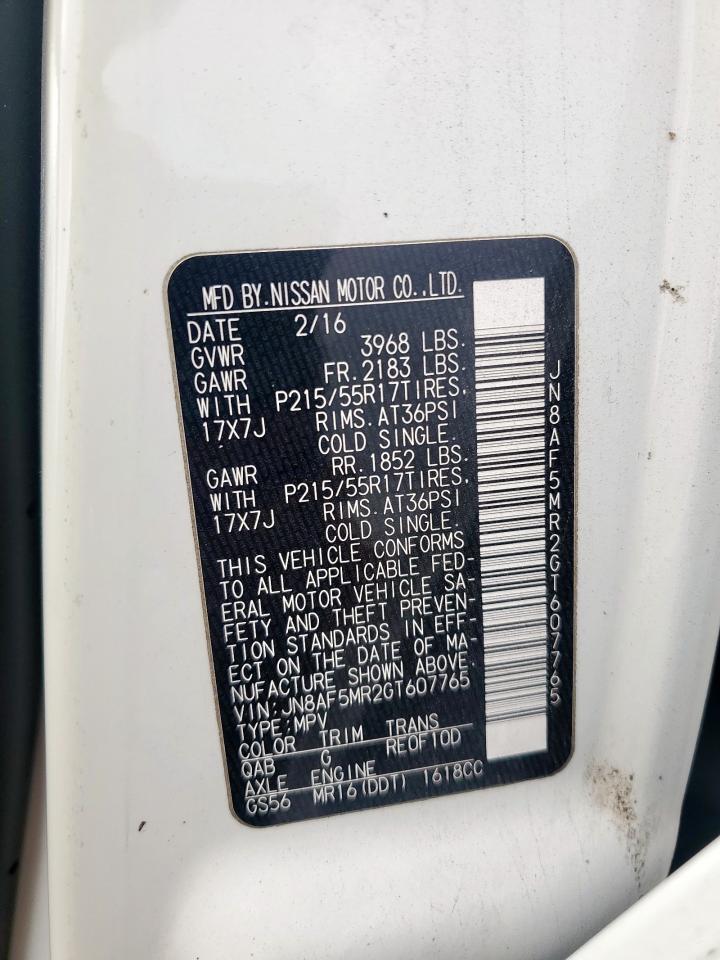 MFD BY.NISSAN MOTOR CO.,LTD.
DATE 2/16
GVWR 3968 LBS.
GAWR FR.2183 LBS.
WITH P215/55R17TIRES,
17X7J RIMS.AT36PSI
COLD SINGLE.
GAWR RR.1852 LBS.
WITH P215/55R17TIRES,
17X7J RIMS.AT36PSI
COLD SINGLE.
THIS VEHICLE CONFORMS
TO ALL APPLICABLE FED-
ERAL MOTOR VEHICLE SA-
FETY AND THEFT PREVEN-
TION STANDARDS IN EFF-
ECT ON THE DATE OF MA-
NUFACTURE SHOWN ABOVE.
VIN: JN8AF5MR2GT607765
TYPE:MPV
COLOR TRIM TRANS
QAB G RE0F10D
AXLE ENGINE
GS56 MR16(DDT) 1618CC
JN8AF5MR2GT607765